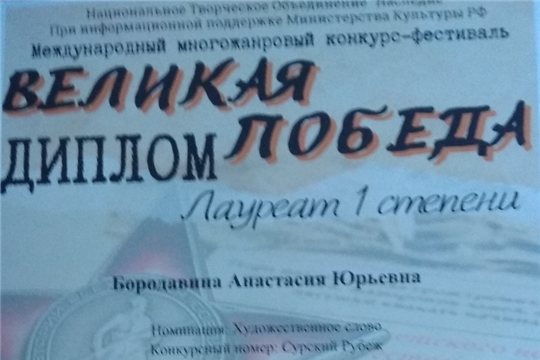 Национальное Творческое Объединение "Наследие"
При информационной поддержке Министерства Культуры РФ
Международный многожанровый конкурс-фестиваль
ВЕЛИКАЯ
ПОБЕДА
ДИПЛОМ
Лауреат 1 степени
Бородавина Анастасия Юрьевна
Номинация: Художественное слово
Конкурсный номер: Сурский Рубеж